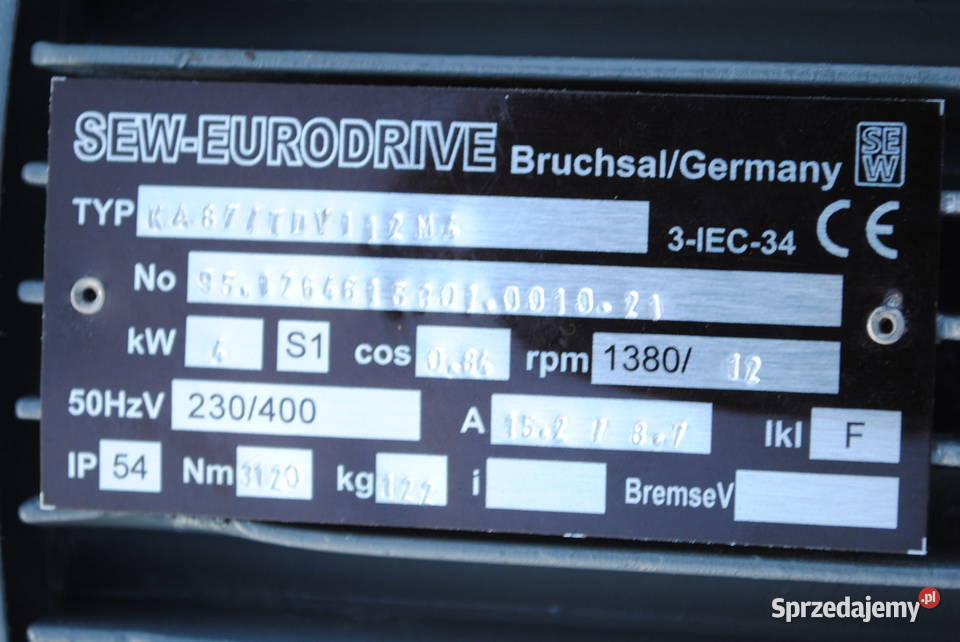 SEW-EURODRIVE Bruchsal/Germany SEW
TYP KA87/TDV112M4 3-IEC-34 CE
No 95.1264618301.0010.21
kW 4 S1 cos 0.84 rpm 1380/ 12
50HzV 230/400 A 15.2 // 8.7 Ikl F
IP 54 Nm 3120 kg 122 i BremseV
Sprzedajemy.pl